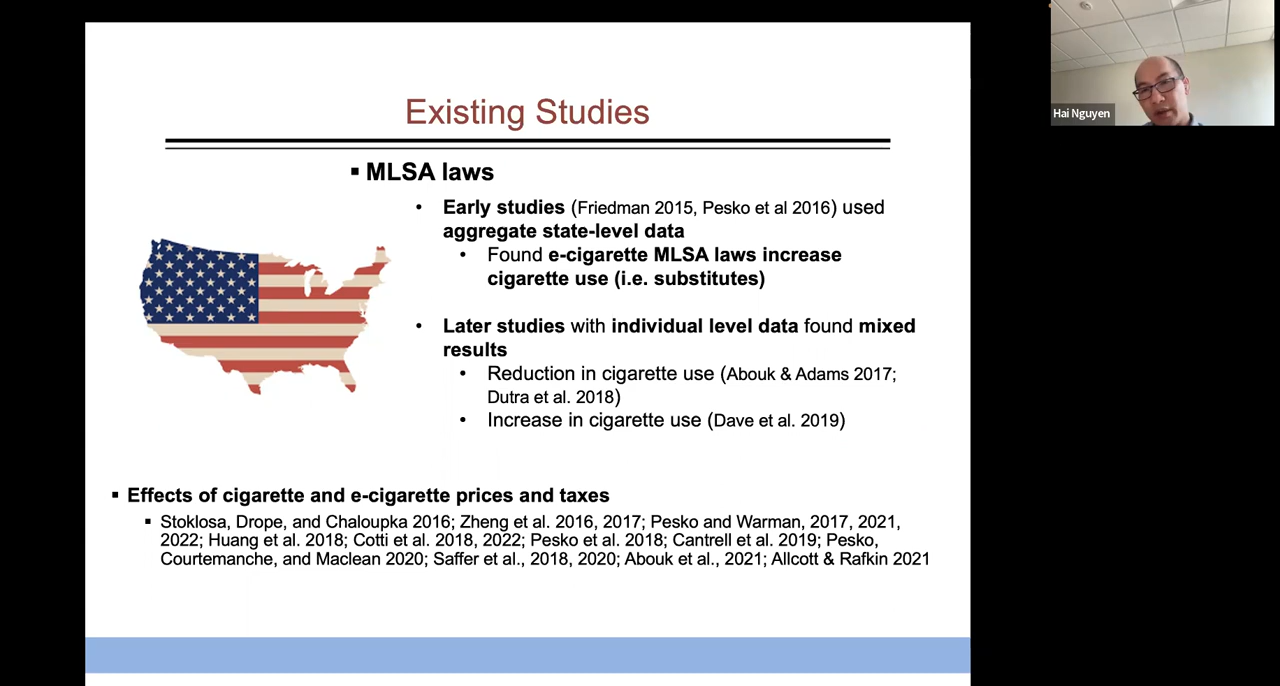 Existing Studies
▪ MLSA laws
• Early studies (Friedman 2015, Pesko et al 2016) used
aggregate state-level data
• Found e-cigarette MLSA laws increase
cigarette use (i.e. substitutes)
• Later studies with individual level data found mixed
results
• Reduction in cigarette use (Abouk & Adams 2017;
Dutra et al. 2018)
• Increase in cigarette use (Dave et al. 2019)
▪ Effects of cigarette and e-cigarette prices and taxes
▪ Stoklosa, Drope, and Chaloupka 2016; Zheng et al. 2016, 2017; Pesko and Warman, 2017, 2021,
2022; Huang et al. 2018; Cotti et al. 2018, 2022; Pesko et al. 2018; Cantrell et al. 2019; Pesko,
Courtemanche, and Maclean 2020; Saffer et al., 2018, 2020; Abouk et al., 2021; Allcott & Rafkin 2021
Hai Nguyen